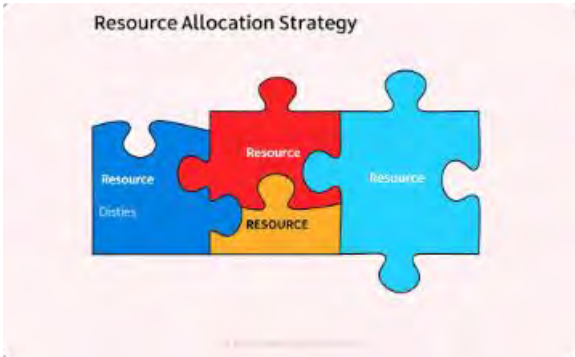 Resource Allocation Strategy
Resource
Disties
Resource
RESOURCE
Resource